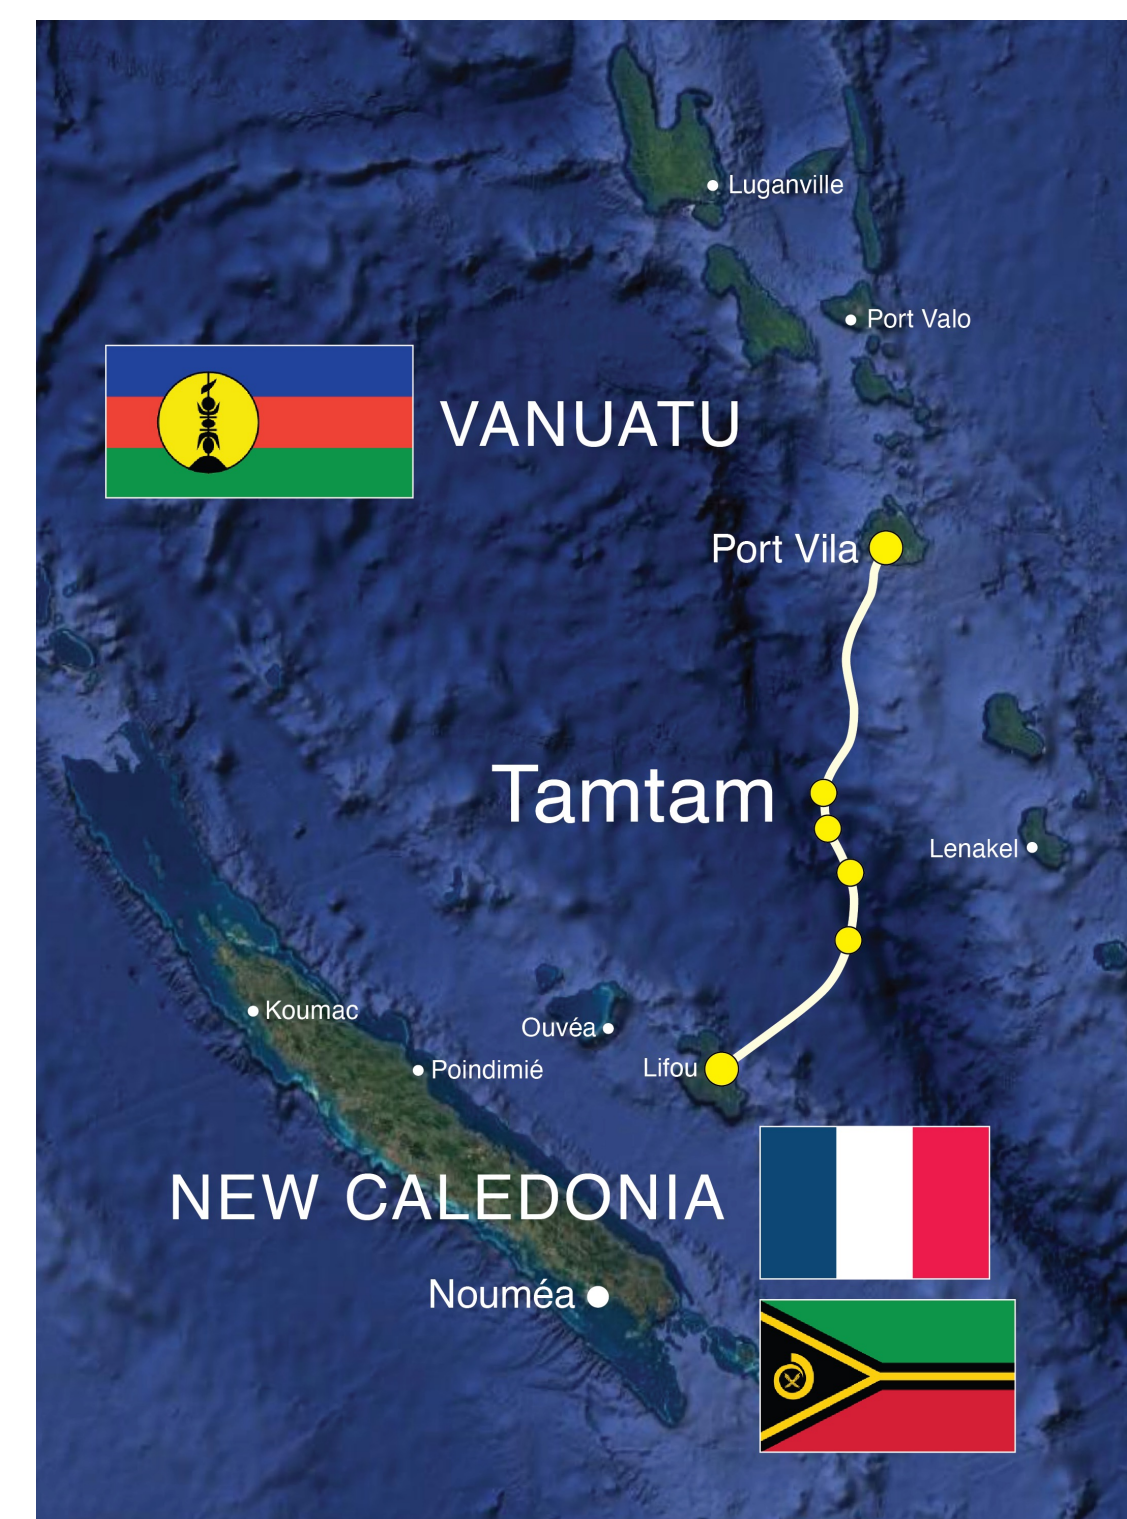 Luganville
Port Valo
VANUATU
Port Vila
Tamtam
Lenakel
Koumac
Ouvéa
Lifou
Poindimié
NEW CALEDONIA
Nouméa